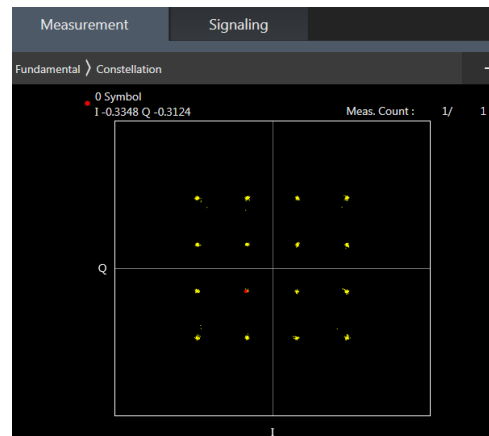 Measurement Signaling
Fundamental 〉 Constellation
0 Symbol
I -0.3348 Q -0.3124 Meas. Count : 1/ 1
Q
I